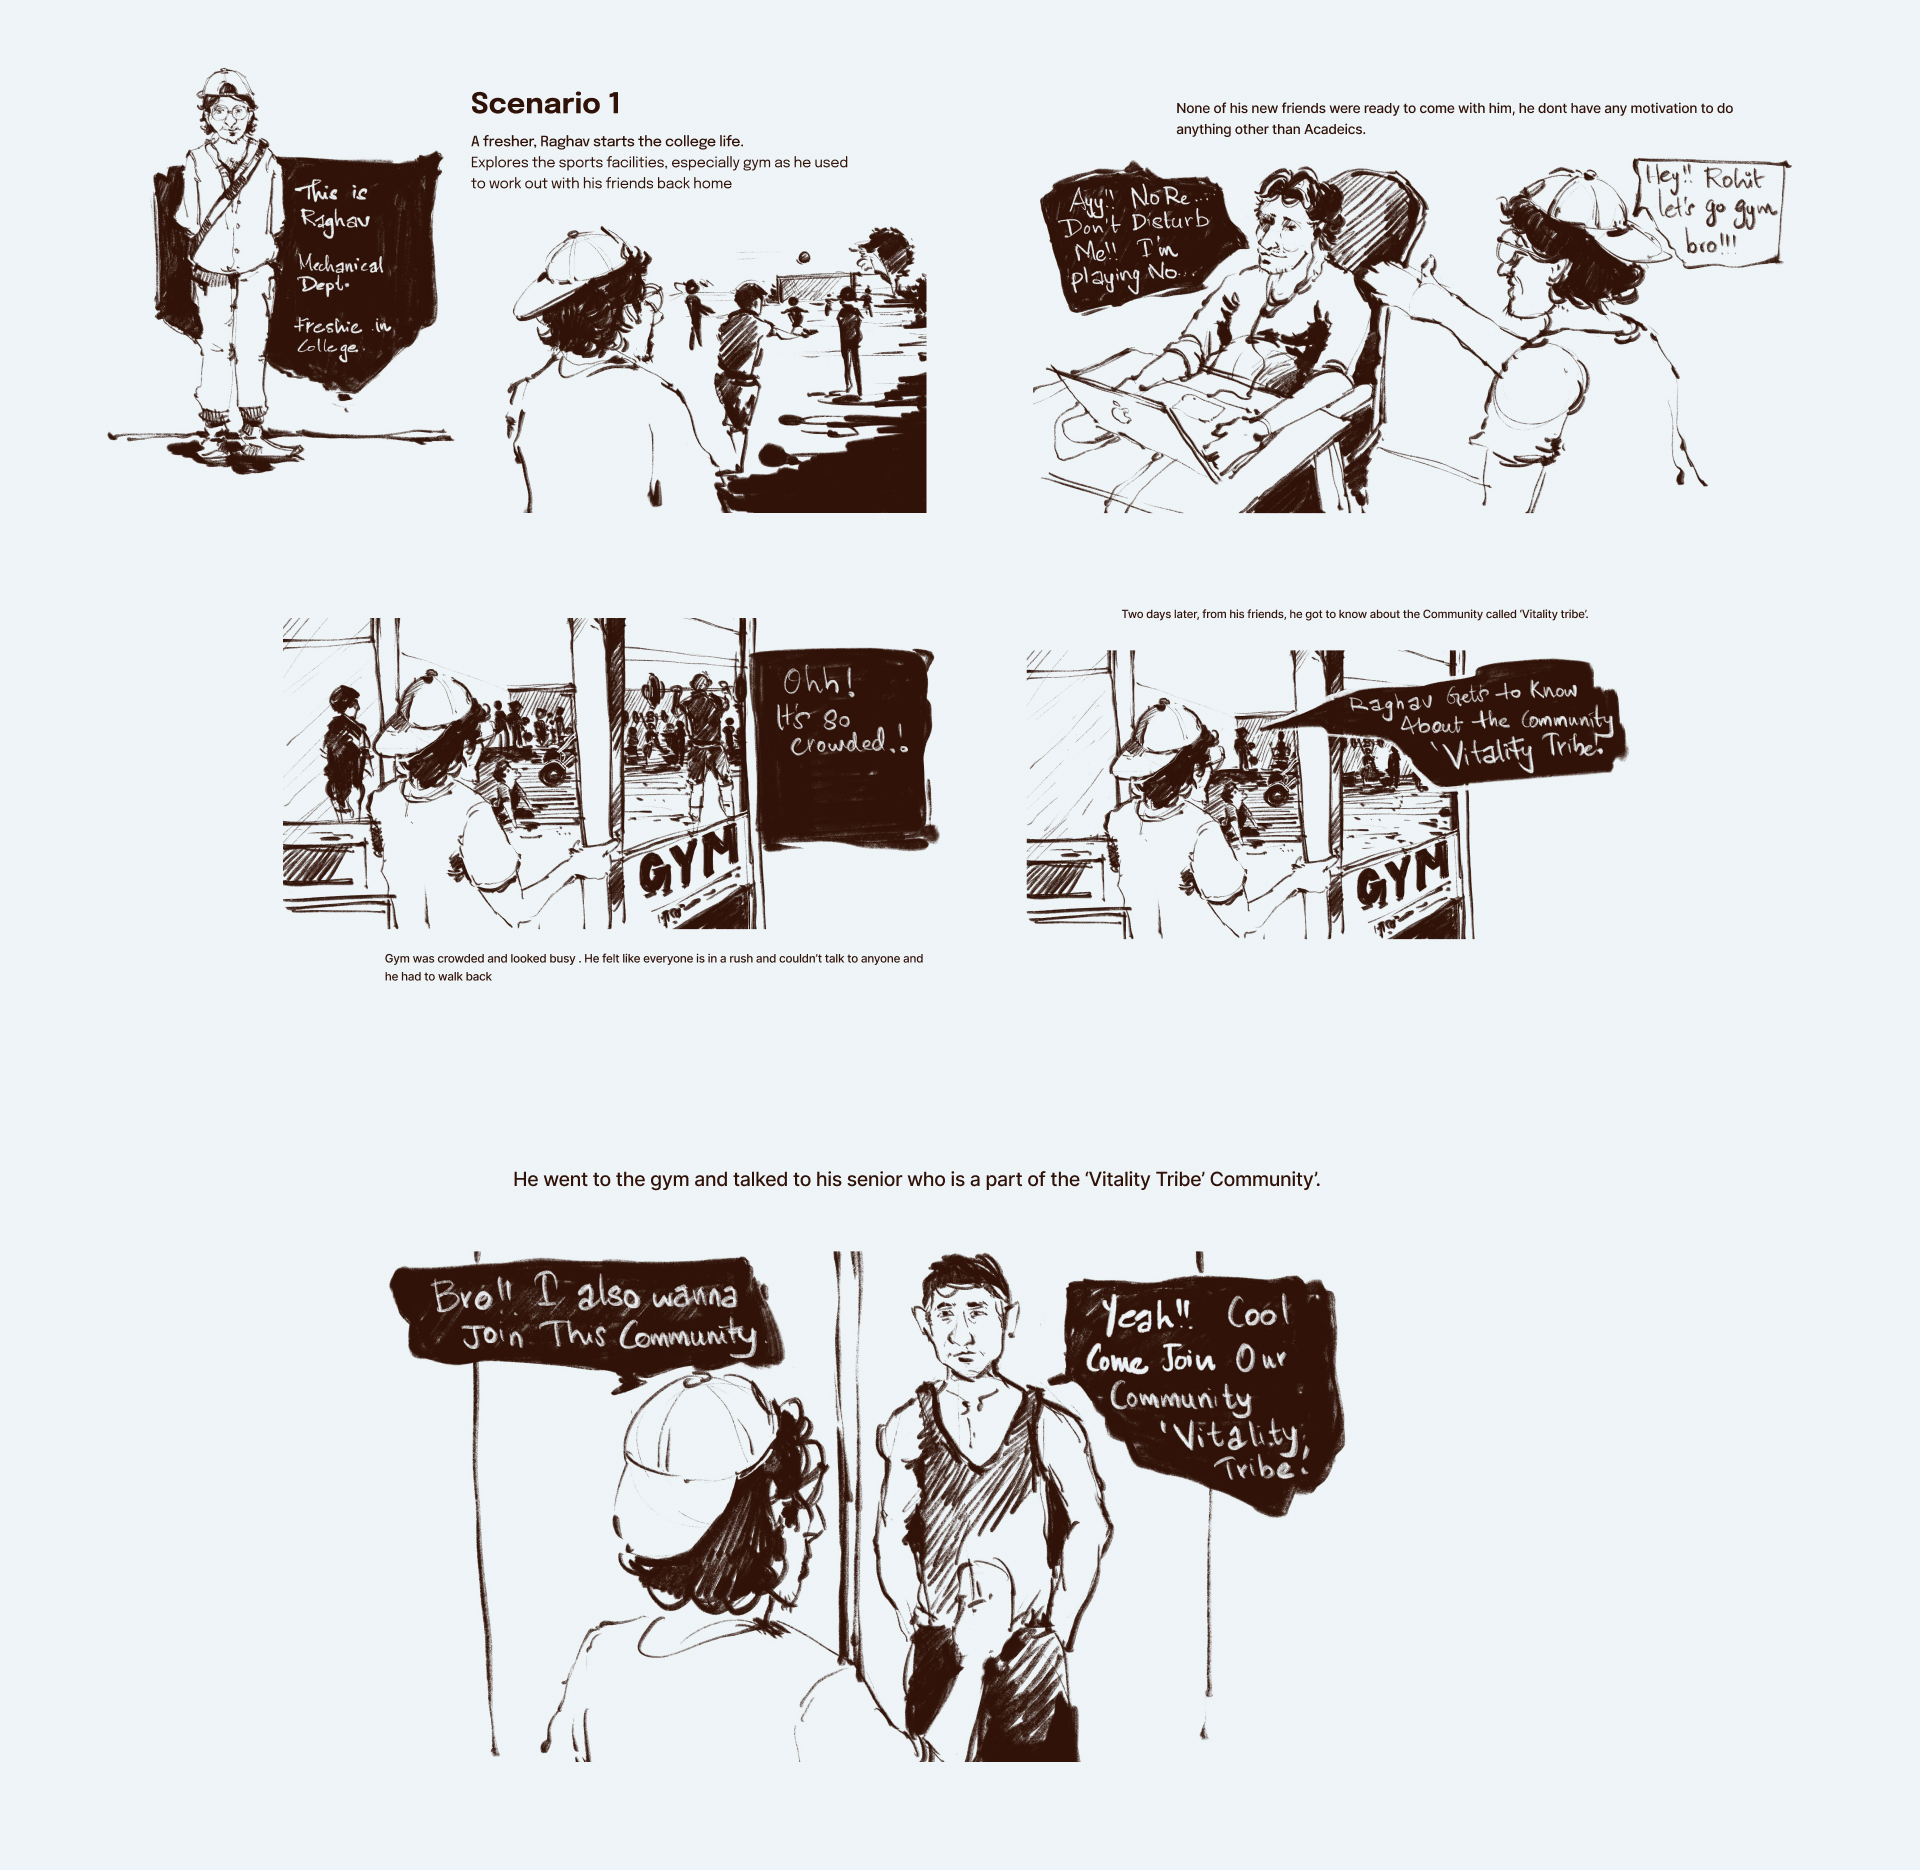 This is
Raghav
Mechanical
Dept.
Freshie in
College.
Scenario 1
A fresher, Raghav starts the college life.
Explores the sports facilities, especially gym as he used
to work out with his friends back home
None of his new friends were ready to come with him, he dont have any motivation to do
anything other than Acadeics.
Ayy!! No Re...
Don't Disturb
Me!! I'm
playing No...
Hey!! Rohit
let's go gym
bro!!!
Ohh!
It's so
crowded.!
GYM
Gym was crowded and looked busy . He felt like everyone is in a rush and couldn’t talk to anyone and
he had to walk back
Two days later, from his friends, he got to know about the Community called ‘Vitality tribe’.
Raghav Gets to Know
About the Community
'Vitality Tribe'.
GYM
He went to the gym and talked to his senior who is a part of the ‘Vitality Tribe’ Community’.
Bro!! I also wanna
Join This Community
Yeah!! Cool
Come Join Our
Community
'Vitality
Tribe'.